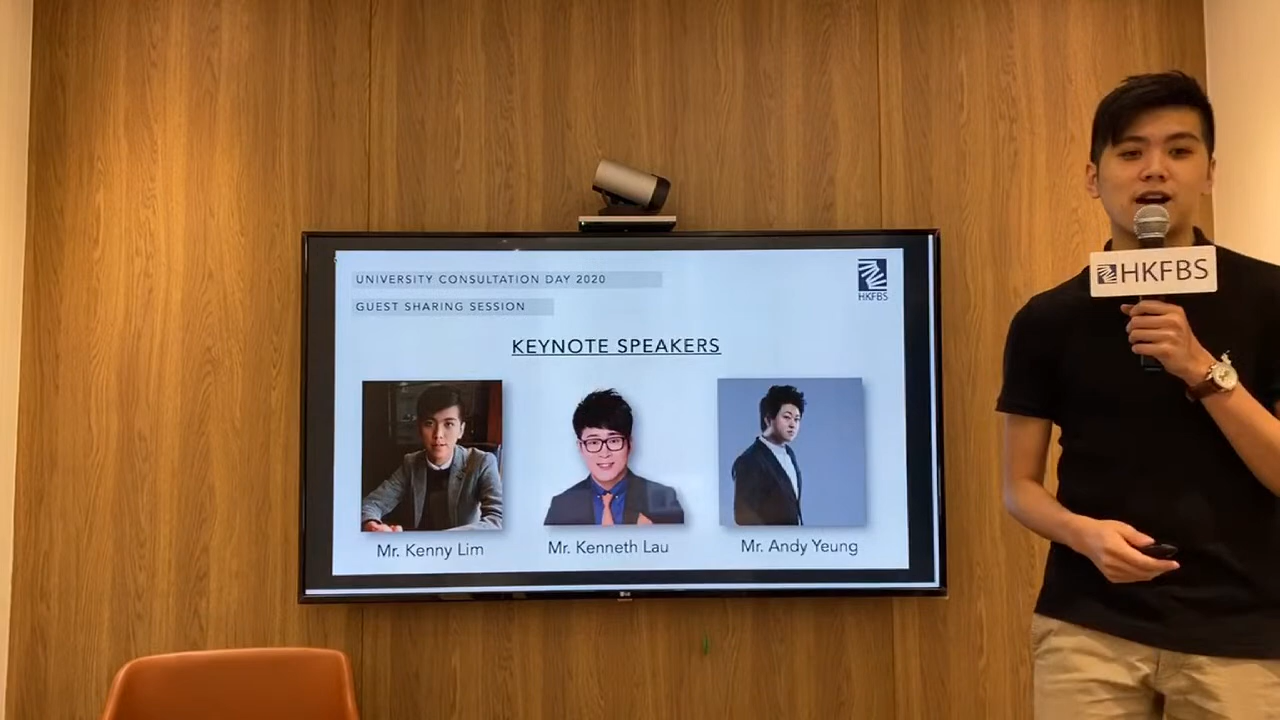 UNIVERSITY CONSULTATION DAY 2020
GUEST SHARING SESSION
HKFBS
KEYNOTE SPEAKERS
Mr. Kenny Lim
Mr. Kenneth Lau
Mr. Andy Yeung
HKFBS
LG